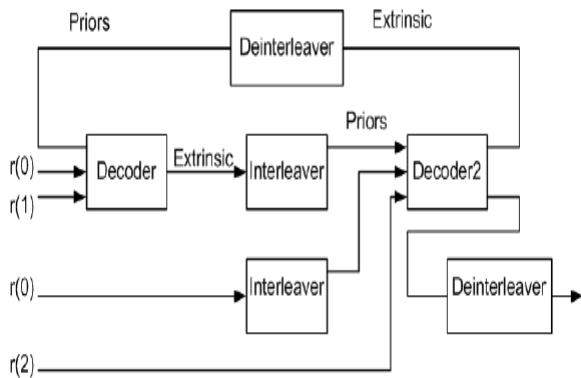 Priors
Extrinsic
Deinterleaver
Priors
r(0)
Decoder
Extrinsic
Interleaver
Decoder2
r(1)
r(0)
Interleaver
Deinterleaver
r(2)